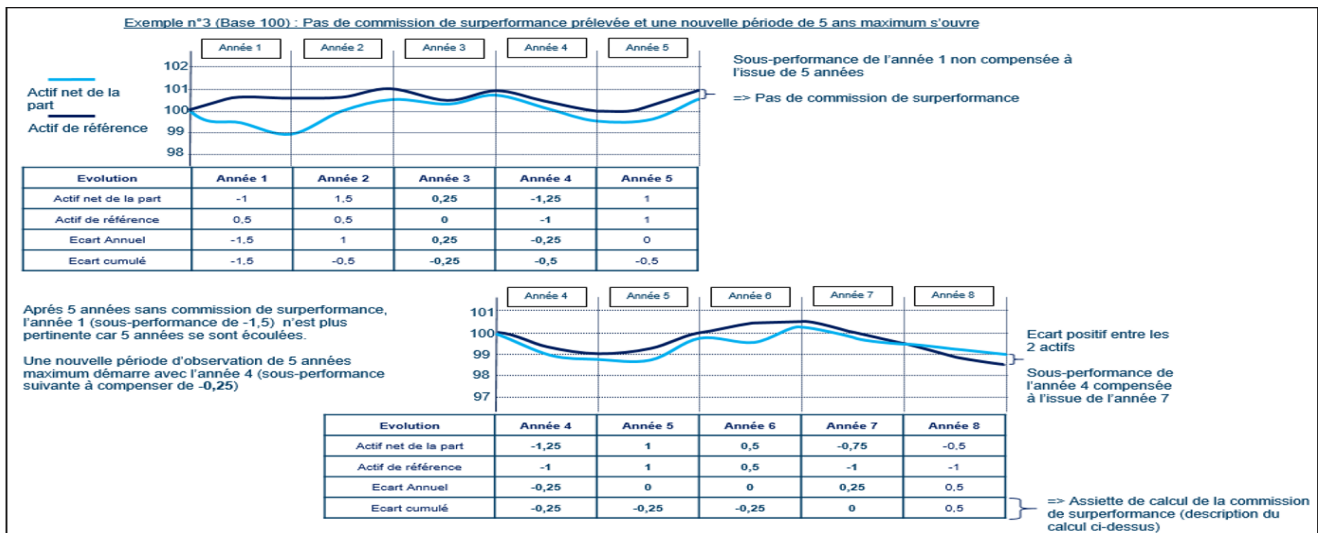 Exemple n°3 (Base 100) : Pas de commission de surperformance prélevée et une nouvelle période de 5 ans maximum s'ouvre
Année 1 Année 2 Année 3 Année 4 Année 5
102
101
100
99
98
Actif net de la
part
Actif de référence
Sous-performance de l'année 1 non compensée à
l'issue de 5 années
=> Pas de commission de surperformance
Evolution Année 1 Année 2 Année 3 Année 4 Année 5
Actif net de la part -1 1,5 0,25 -1,25 1
Actif de référence 0,5 0,5 0 -1 1
Ecart Annuel -1,5 1 0,25 -0,25 0
Ecart cumulé -1,5 -0,5 -0,25 -0,5 -0,5
Aprés 5 années sans commission de surperformance,
l'année 1 (sous-performance de -1,5) n'est plus
pertinente car 5 années se sont écoulées.
Une nouvelle période d'observation de 5 années
maximum démarre avec l'année 4 (sous-performance
suivante à compenser de -0,25)
Année 4 Année 5 Année 6 Année 7 Année 8
101
100
99
98
97
Ecart positif entre les
2 actifs
Sous-performance de
l'année 4 compensée
à l'issue de l'année 7
Evolution Année 4 Année 5 Année 6 Année 7 Année 8
Actif net de la part -1,25 1 0,5 -0,75 -0,5
Actif de référence -1 1 0,5 -1 -1
Ecart Annuel -0,25 0 0 0,25 0,5
Ecart cumulé -0,25 -0,25 -0,25 0 0,5
=> Assiette de calcul de la commission
de surperformance (description du
calcul ci-dessus)